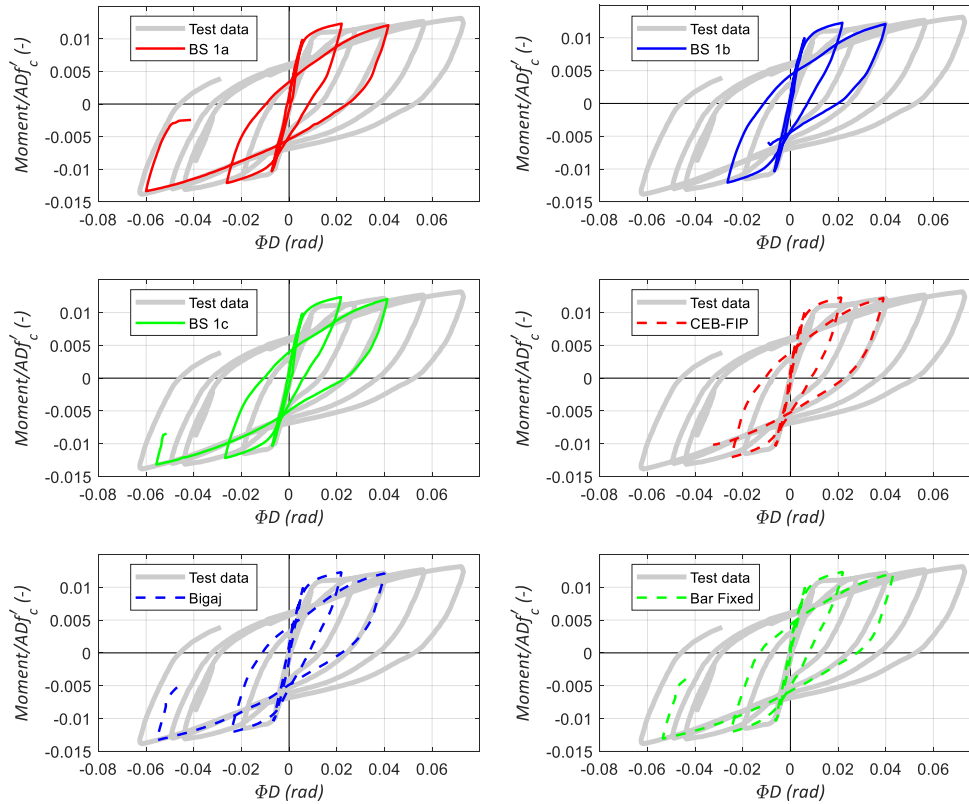 Test data
BS 1a
0.01
0.005
0
-0.005
-0.01
-0.015
-0.08 -0.06 -0.04 -0.02 0 0.02 0.04 0.06
Moment/ADf′c (-)
ΦD (rad)
Test data
BS 1b
0.01
0.005
0
-0.005
-0.01
-0.015
-0.08 -0.06 -0.04 -0.02 0 0.02 0.04 0.06
Moment/ADf′c (-)
ΦD (rad)
Test data
BS 1c
0.01
0.005
0
-0.005
-0.01
-0.015
-0.08 -0.06 -0.04 -0.02 0 0.02 0.04 0.06
Moment/ADf′c (-)
ΦD (rad)
Test data
CEB-FIP
0.01
0.005
0
-0.005
-0.01
-0.015
-0.08 -0.06 -0.04 -0.02 0 0.02 0.04 0.06
Moment/ADf′c (-)
ΦD (rad)
Test data
Bigaj
0.01
0.005
0
-0.005
-0.01
-0.015
-0.08 -0.06 -0.04 -0.02 0 0.02 0.04 0.06
Moment/ADf′c (-)
ΦD (rad)
Test data
Bar Fixed
0.01
0.005
0
-0.005
-0.01
-0.015
-0.08 -0.06 -0.04 -0.02 0 0.02 0.04 0.06
Moment/ADf′c (-)
ΦD (rad)